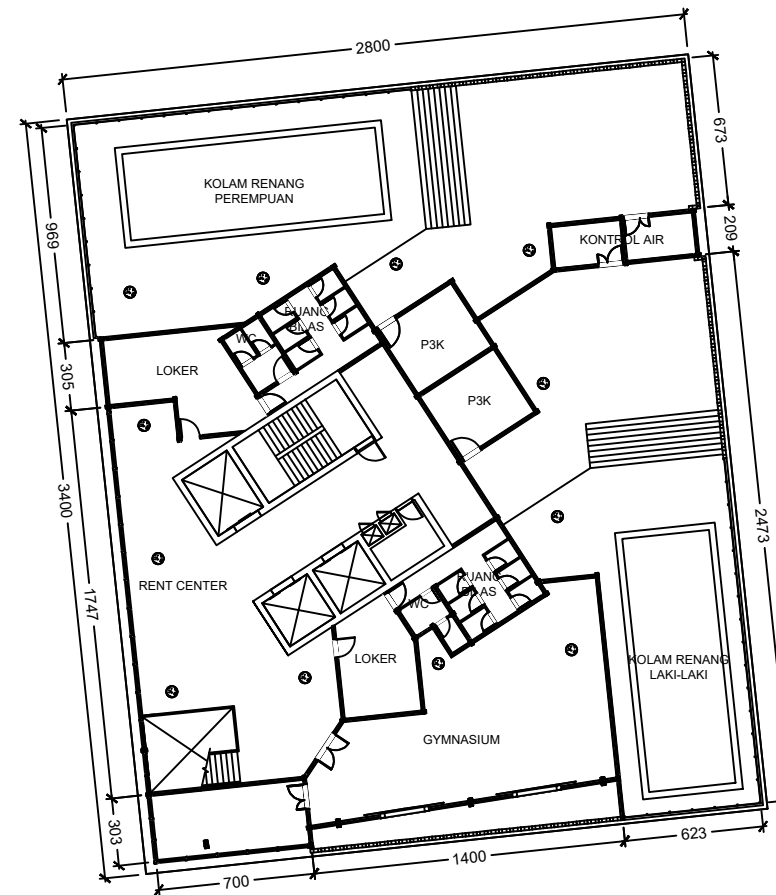 2800
KOLAM RENANG
PEREMPUAN
673
KONTROL AIR
209
969
RUANG
BILAS
WC
P3K
LOKER
305
P3K
3400
2473
1747
RENT CENTER
RUANG
BILAS
WC
LOKER
KOLAM RENANG
LAKI-LAKI
GYMNASIUM
303
700
1400
623